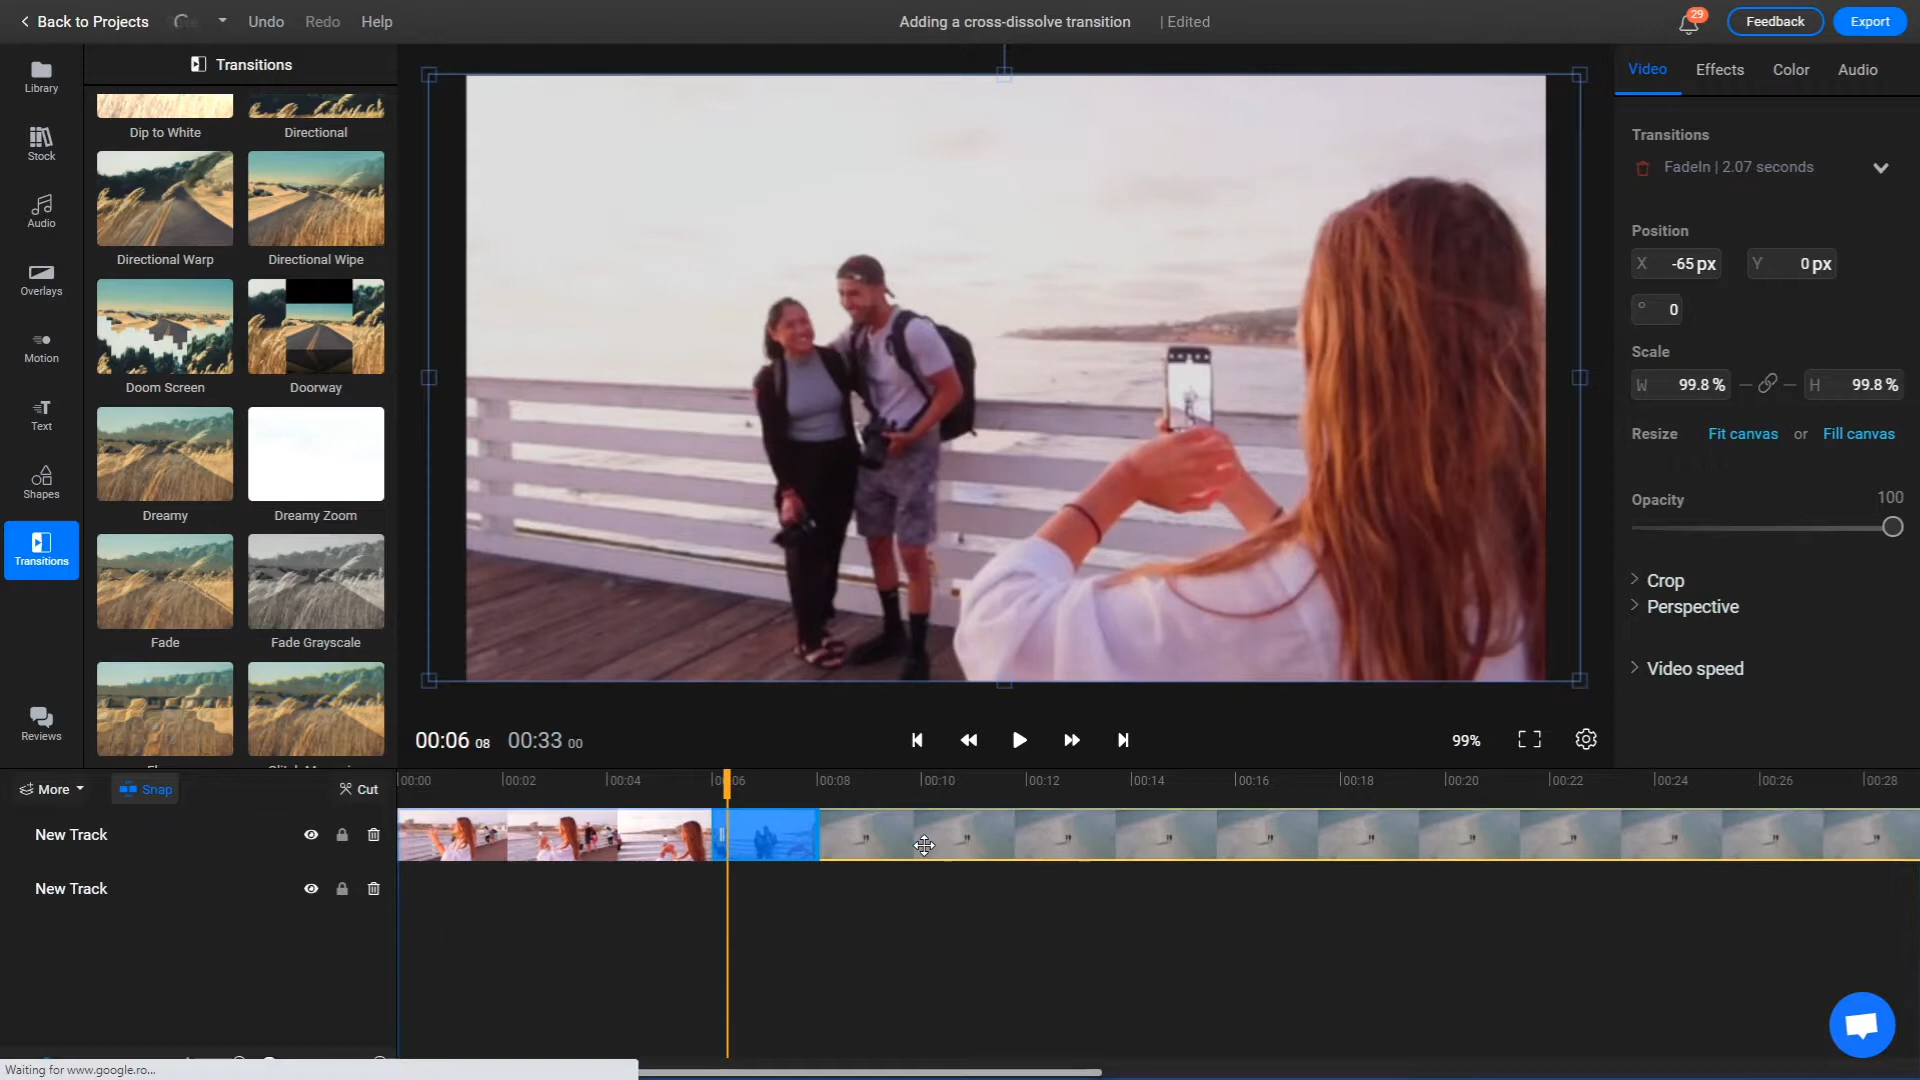 Back to Projects
Undo
Redo
Help
Adding a cross-dissolve transition
| Edited
29
Feedback
Export
Library
Stock
Audio
Overlays
Motion
Text
Shapes
Transitions
Reviews
Transitions
Dip to White
Directional
Directional Warp
Directional Wipe
Doom Screen
Doorway
Dreamy
Dreamy Zoom
Fade
Fade Grayscale
Video
Effects
Color
Audio
Transitions
FadeIn | 2.07 seconds
Position
X -65 px
Y 0 px
° 0
Scale
W 99.8 %
H 99.8 %
Resize Fit canvas or Fill canvas
Opacity 100
Crop
Perspective
Video speed
00:06 08 00:33 00
99%
More
Snap
Cut
00:00 00:02 00:04 00:06 00:08 00:10 00:12 00:14 00:16 00:18 00:20 00:22 00:24 00:26 00:28
New Track
New Track
Waiting for www.google.ro...